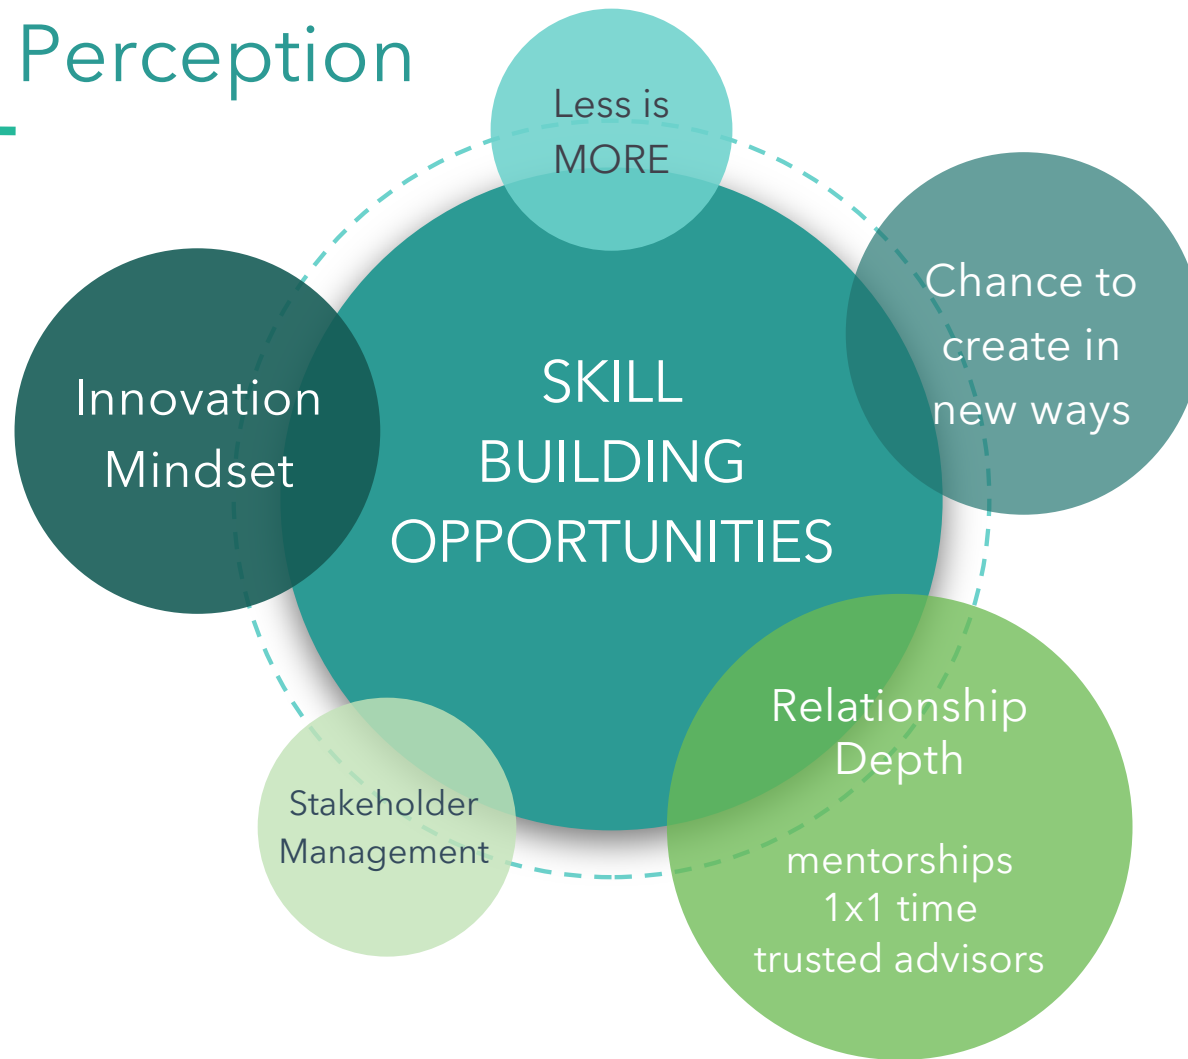 Perception
Less is
MORE
Chance to
create in
new ways
Innovation
Mindset
SKILL
BUILDING
OPPORTUNITIES
Relationship
Depth
mentorships
1x1 time
trusted advisors
Stakeholder
Management